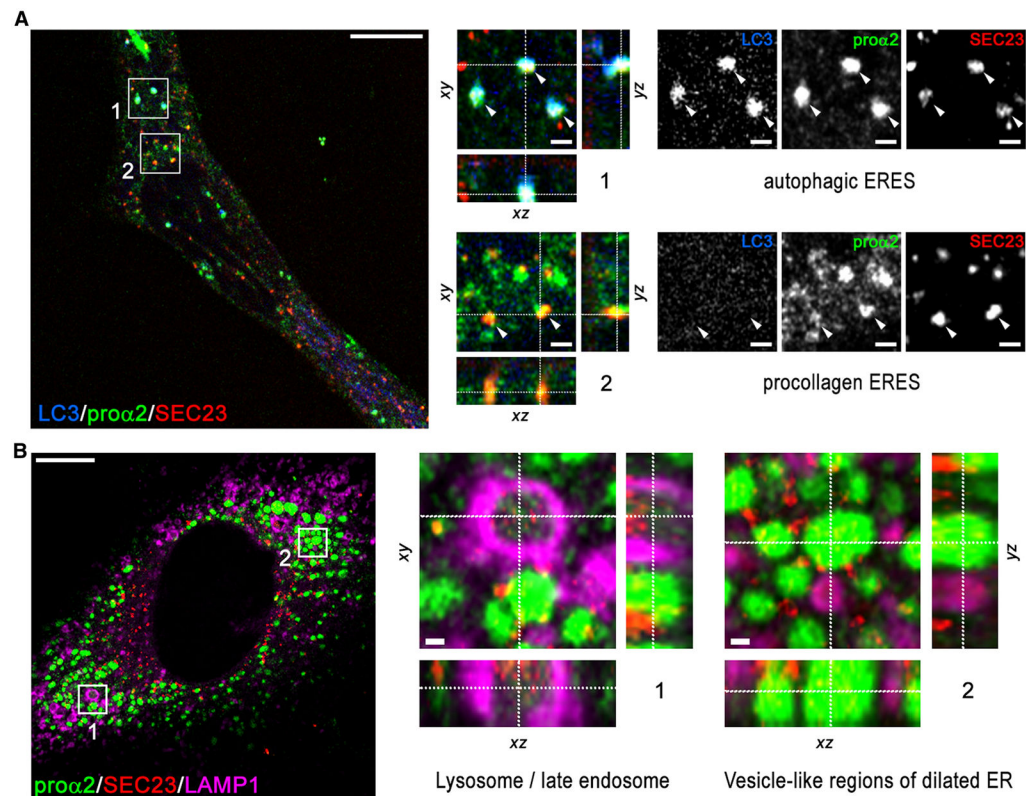 A
1
2
LC3/proα2/SEC23
xy
yz
xz
1
LC3
proα2
SEC23
autophagic ERES
xy
yz
xz
2
LC3
proα2
SEC23
procollagen ERES
B
2
1
proα2/SEC23/LAMP1
xy
xz
1
Lysosome / late endosome
yz
xz
2
Vesicle-like regions of dilated ER